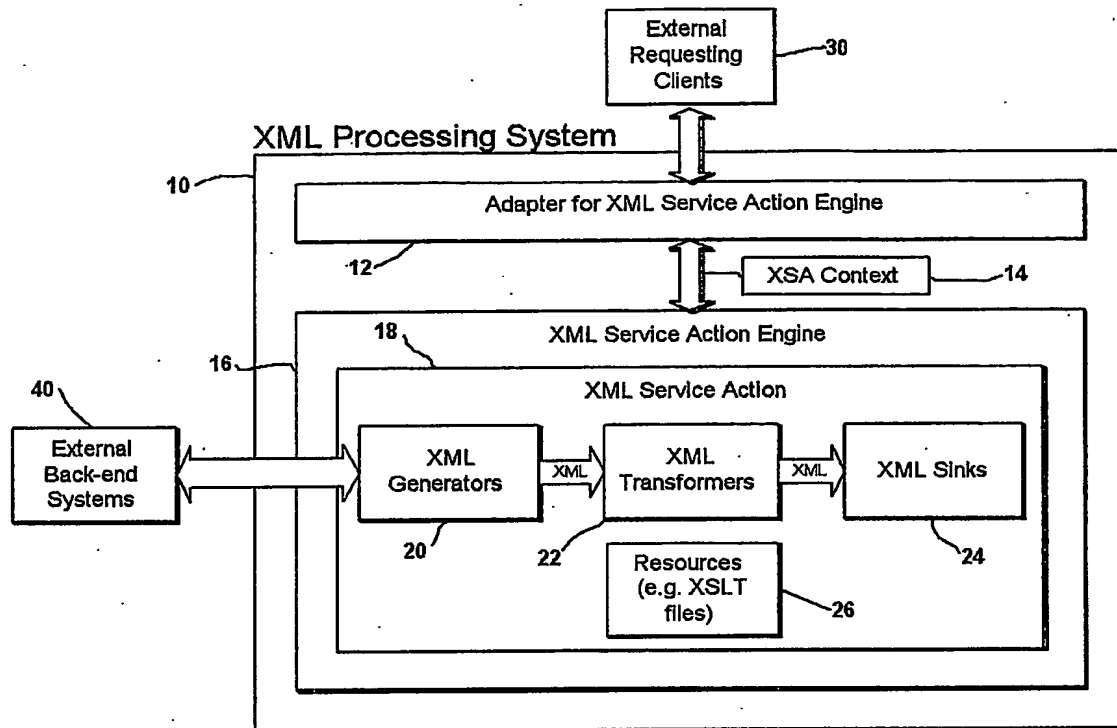 External
Requesting
Clients
30
XML Processing System
10
Adapter for XML Service Action Engine
12
XSA Context
14
XML Service Action Engine
16
18
XML Service Action
40
External
Back-end
Systems
XML
Generators
XML
XML
Transformers
XML
XML Sinks
20
22
24
Resources
(e.g. XSLT
files)
26